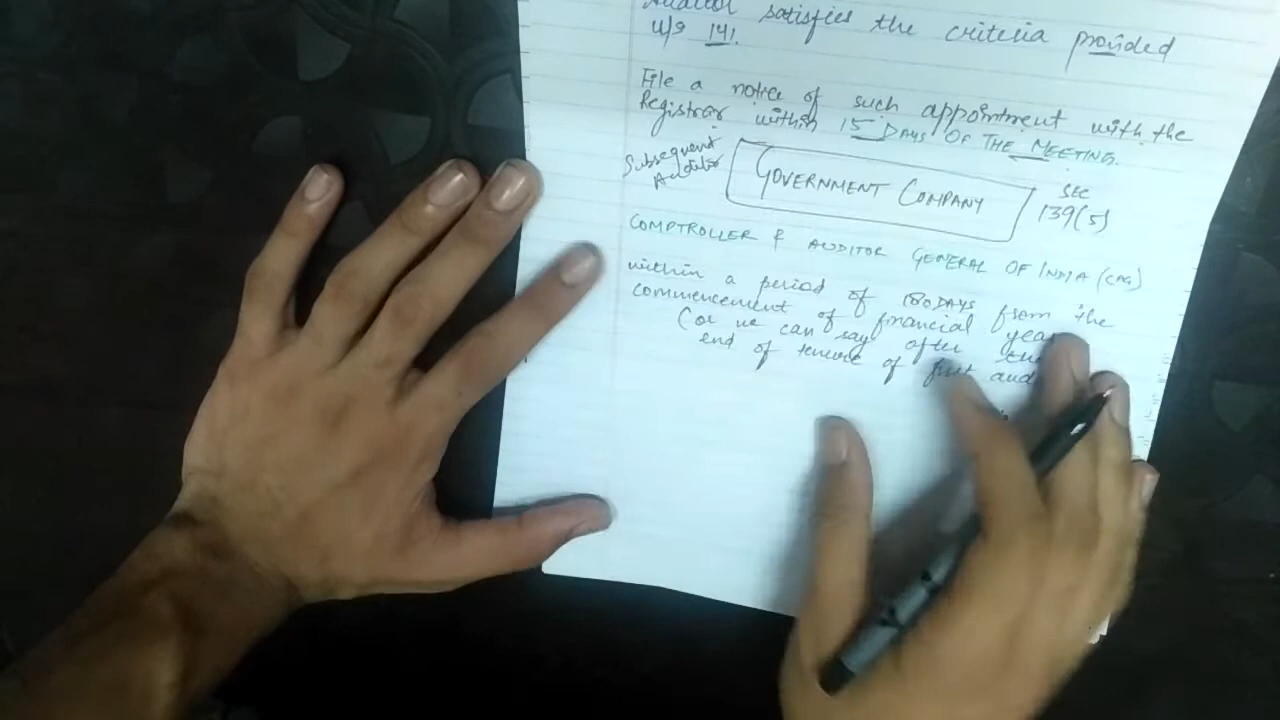 Auditor satisfies the criteria provided
u/s 141.
File a notice of such appointment with the
Registrar within 15 DAYS OF THE MEETING.
Subsequent
Auditor
GOVERNMENT COMPANY
SEC
139(5)
COMPTROLLER & AUDITOR GENERAL OF INDIA (CAG)
within a period of 180 DAYS from the
commencement of financial year
(or we can say after the
end of tenure of first